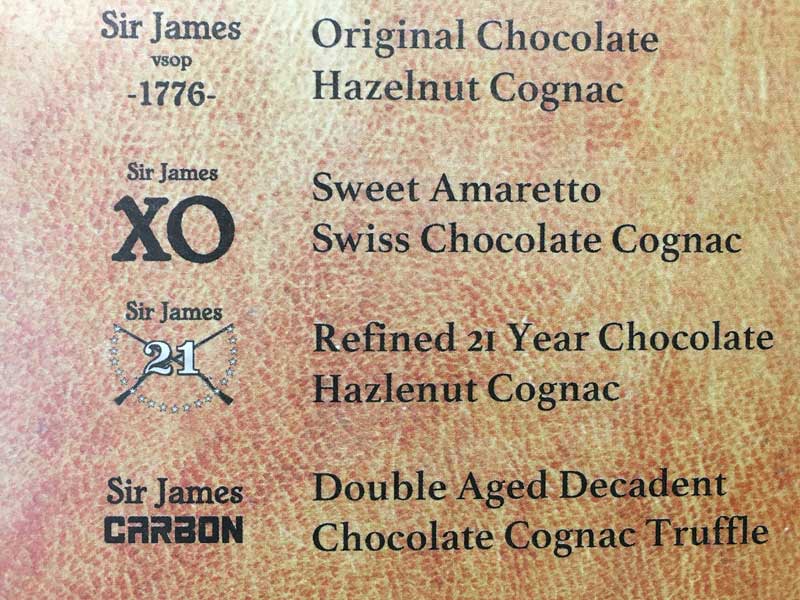 Sir James
vsop
-1776-
Original Chocolate
Hazelnut Cognac
Sir James
XO
Sweet Amaretto
Swiss Chocolate Cognac
Sir James
21
Refined 21 Year Chocolate
Hazlenut Cognac
Sir James
CARBON
Double Aged Decadent
Chocolate Cognac Truffle